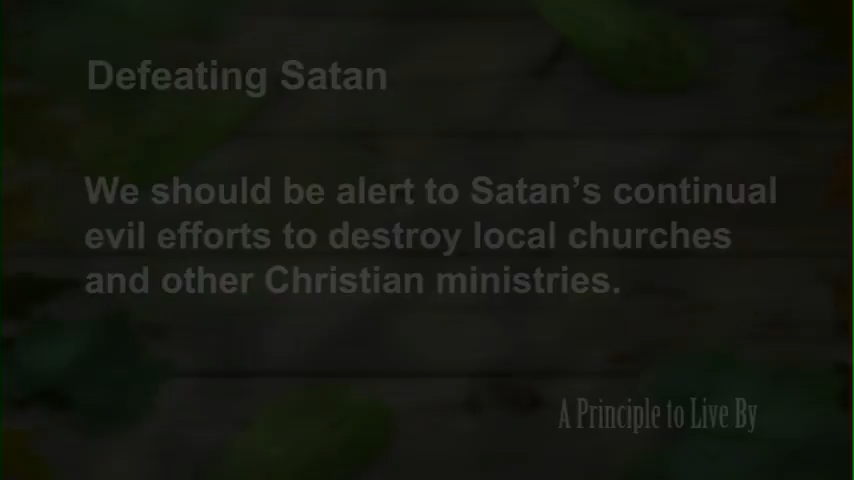 Defeating Satan
We should be alert to Satan’s continual
evil efforts to destroy local churches
and other Christian ministries.
A Principle to Live By